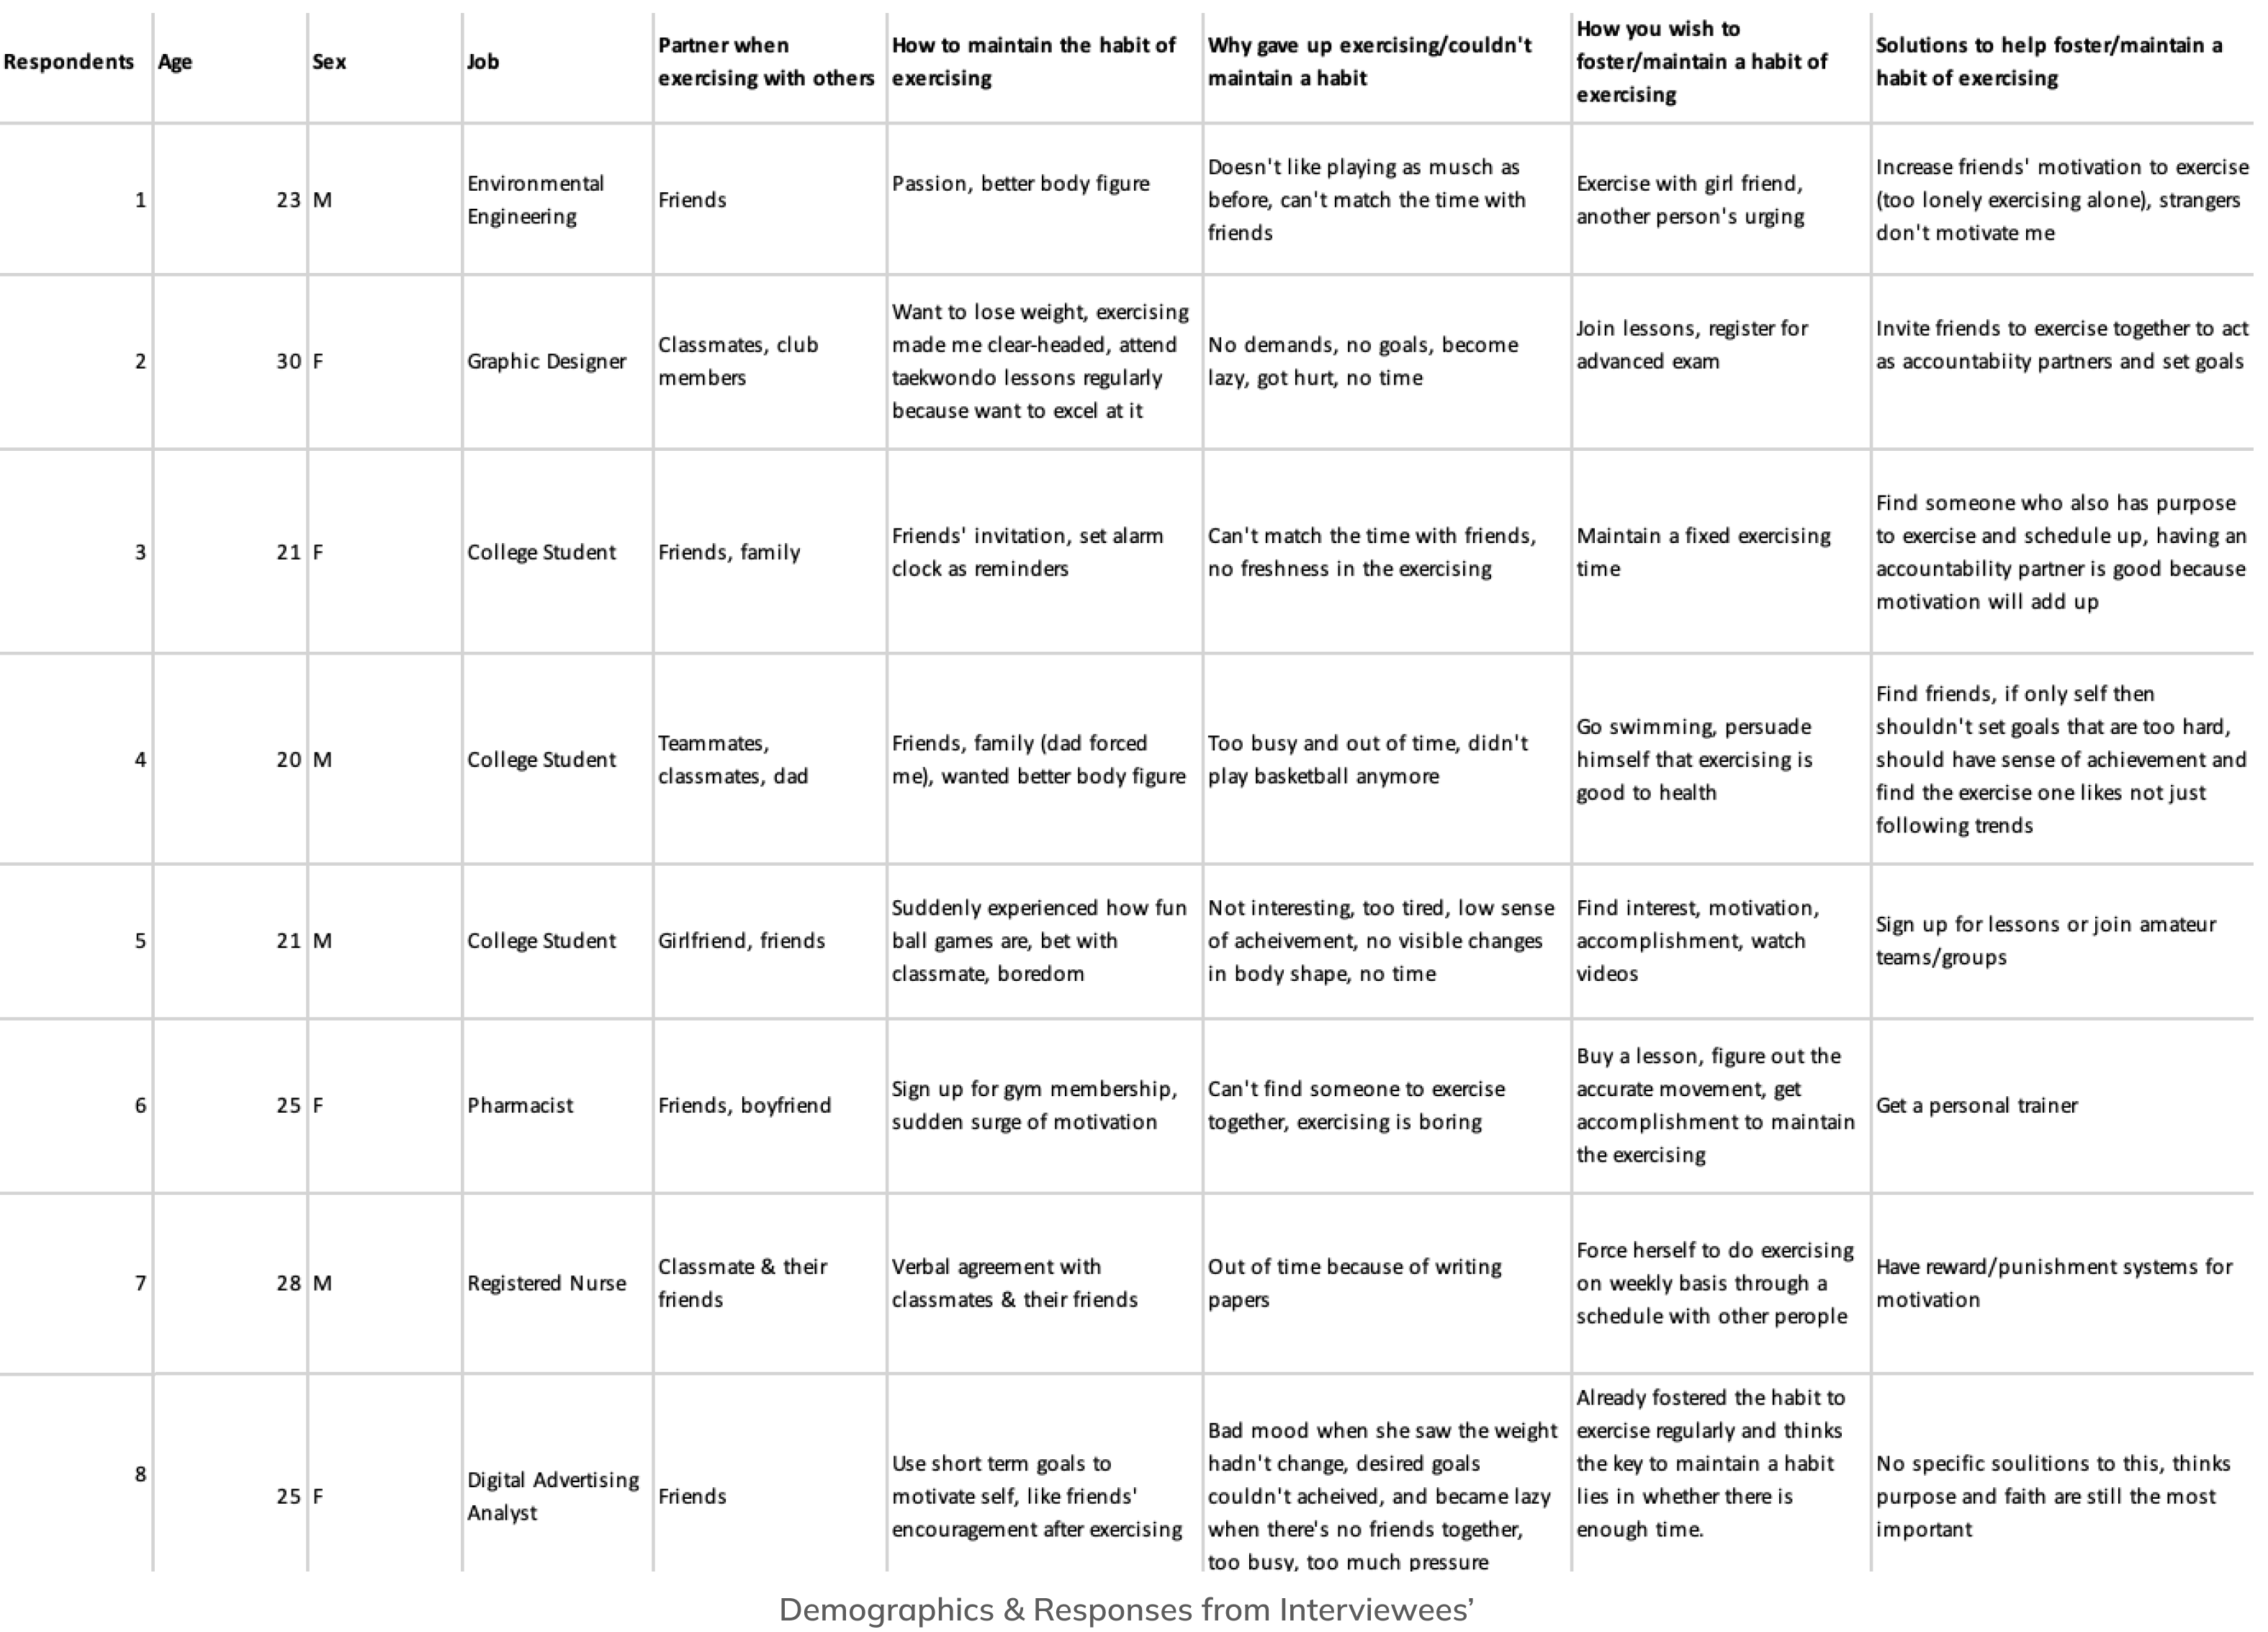 Respondents
Age
Sex
Job
Partner when
exercising with others
How to maintain the habit of
exercising
Why gave up exercising/couldn't
maintain a habit
How you wish to
foster/maintain a habit of
exercising
Solutions to help foster/maintain a
habit of exercising
1
23
M
Environmental
Engineering
Friends
Passion, better body figure
Doesn't like playing as musch as
before, can't match the time with
friends
Exercise with girl friend,
another person's urging
Increase friends' motivation to exercise
(too lonely exercising alone), strangers
don't motivate me
2
30
F
Graphic Designer
Classmates, club
members
Want to lose weight, exercising
made me clear-headed, attend
taekwondo lessons regularly
because want to excel at it
No demands, no goals, become
lazy, got hurt, no time
Join lessons, register for
advanced exam
Invite friends to exercise together to act
as accountabiity partners and set goals
3
21
F
College Student
Friends, family
Friends' invitation, set alarm
clock as reminders
Can't match the time with friends,
no freshness in the exercising
Maintain a fixed exercising
time
Find someone who also has purpose
to exercise and schedule up, having an
accountability partner is good because
motivation will add up
4
20
M
College Student
Teammates,
classmates, dad
Friends, family (dad forced
me), wanted better body figure
Too busy and out of time, didn't
play basketball anymore
Go swimming, persuade
himself that exercising is
good to health
Find friends, if only self then
shouldn't set goals that are too hard,
should have sense of achievement and
find the exercise one likes not just
following trends
5
21
M
College Student
Girlfriend, friends
Suddenly experienced how fun
ball games are, bet with
classmate, boredom
Not interesting, too tired, low sense
of acheivement, no visible changes
in body shape, no time
Find interest, motivation,
accomplishment, watch
videos
Sign up for lessons or join amateur
teams/groups
6
25
F
Pharmacist
Friends, boyfriend
Sign up for gym membership,
sudden surge of motivation
Can't find someone to exercise
together, exercising is boring
Buy a lesson, figure out the
accurate movement, get
accomplishment to maintain
the exercising
Get a personal trainer
7
28
M
Registered Nurse
Classmate & their
friends
Verbal agreement with
classmates & their friends
Out of time because of writing
papers
Force herself to do exercising
on weekly basis through a
schedule with other perople
Have reward/punishment systems for
motivation
8
25
F
Digital Advertising
Analyst
Friends
Use short term goals to
motivate self, like friends'
encouragement after exercising
Bad mood when she saw the weight
hadn't change, desired goals
couldn't acheived, and became lazy
when there's no friends together,
too busy, too much pressure
Already fostered the habit to
exercise regularly and thinks
the key to maintain a habit
lies in whether there is
enough time.
No specific soulitions to this, thinks
purpose and faith are still the most
important
Demographics & Responses from Interviewees’